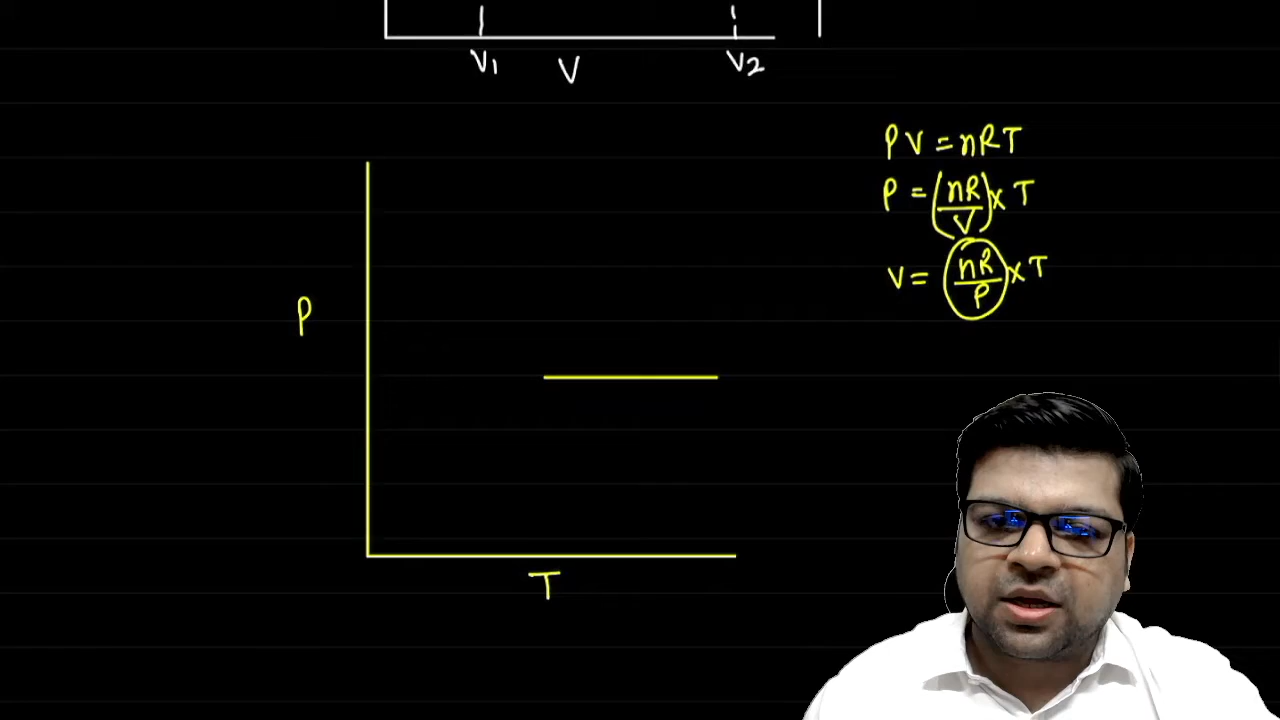 V1 V V2
PV = nRT
P = (nR/V) × T
V = nR/P × T
P
T